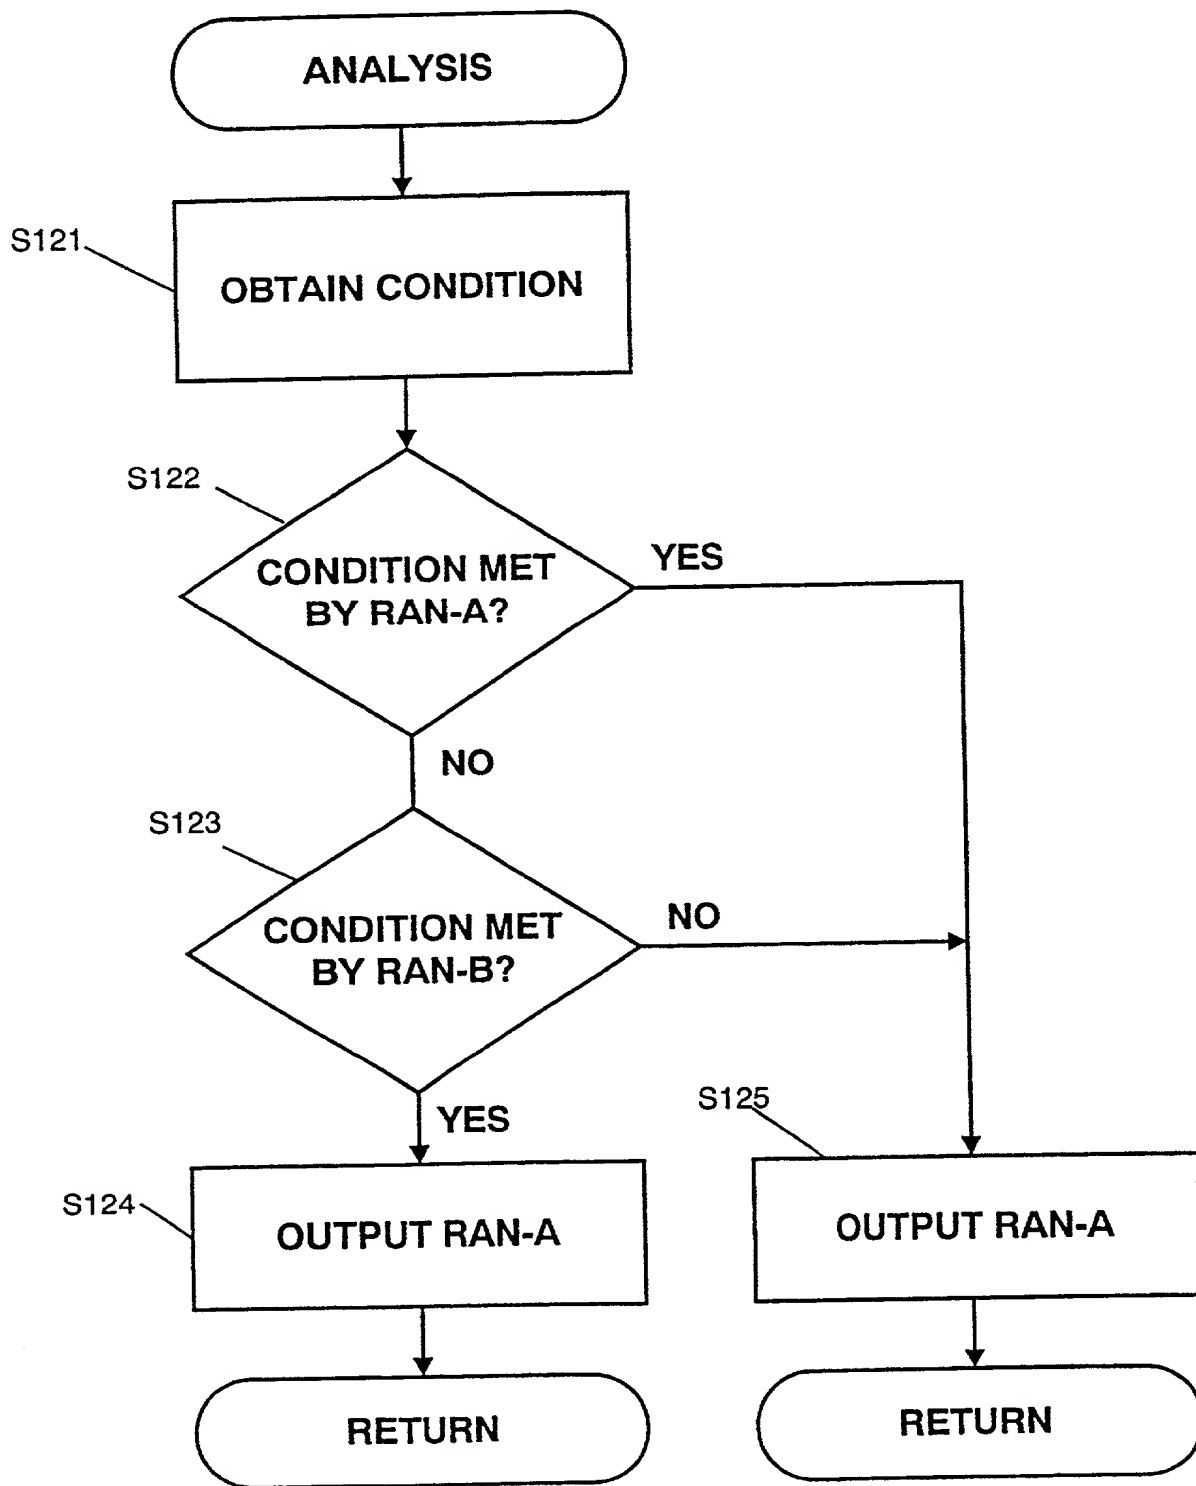 ANALYSIS
S121
OBTAIN CONDITION
S122
CONDITION MET
BY RAN-A?
YES
NO
S123
CONDITION MET
BY RAN-B?
NO
YES
S124
OUTPUT RAN-A
S125
OUTPUT RAN-A
RETURN
RETURN